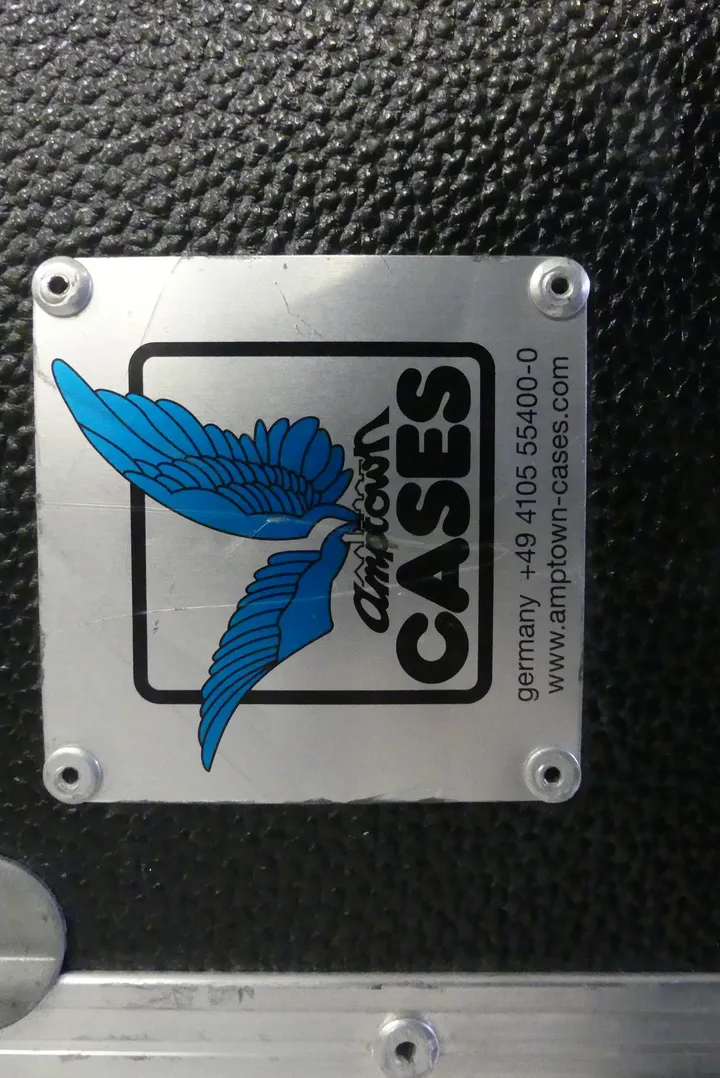 amptown
CASES
germany +49 4105 55400-0
www.amptown-cases.com